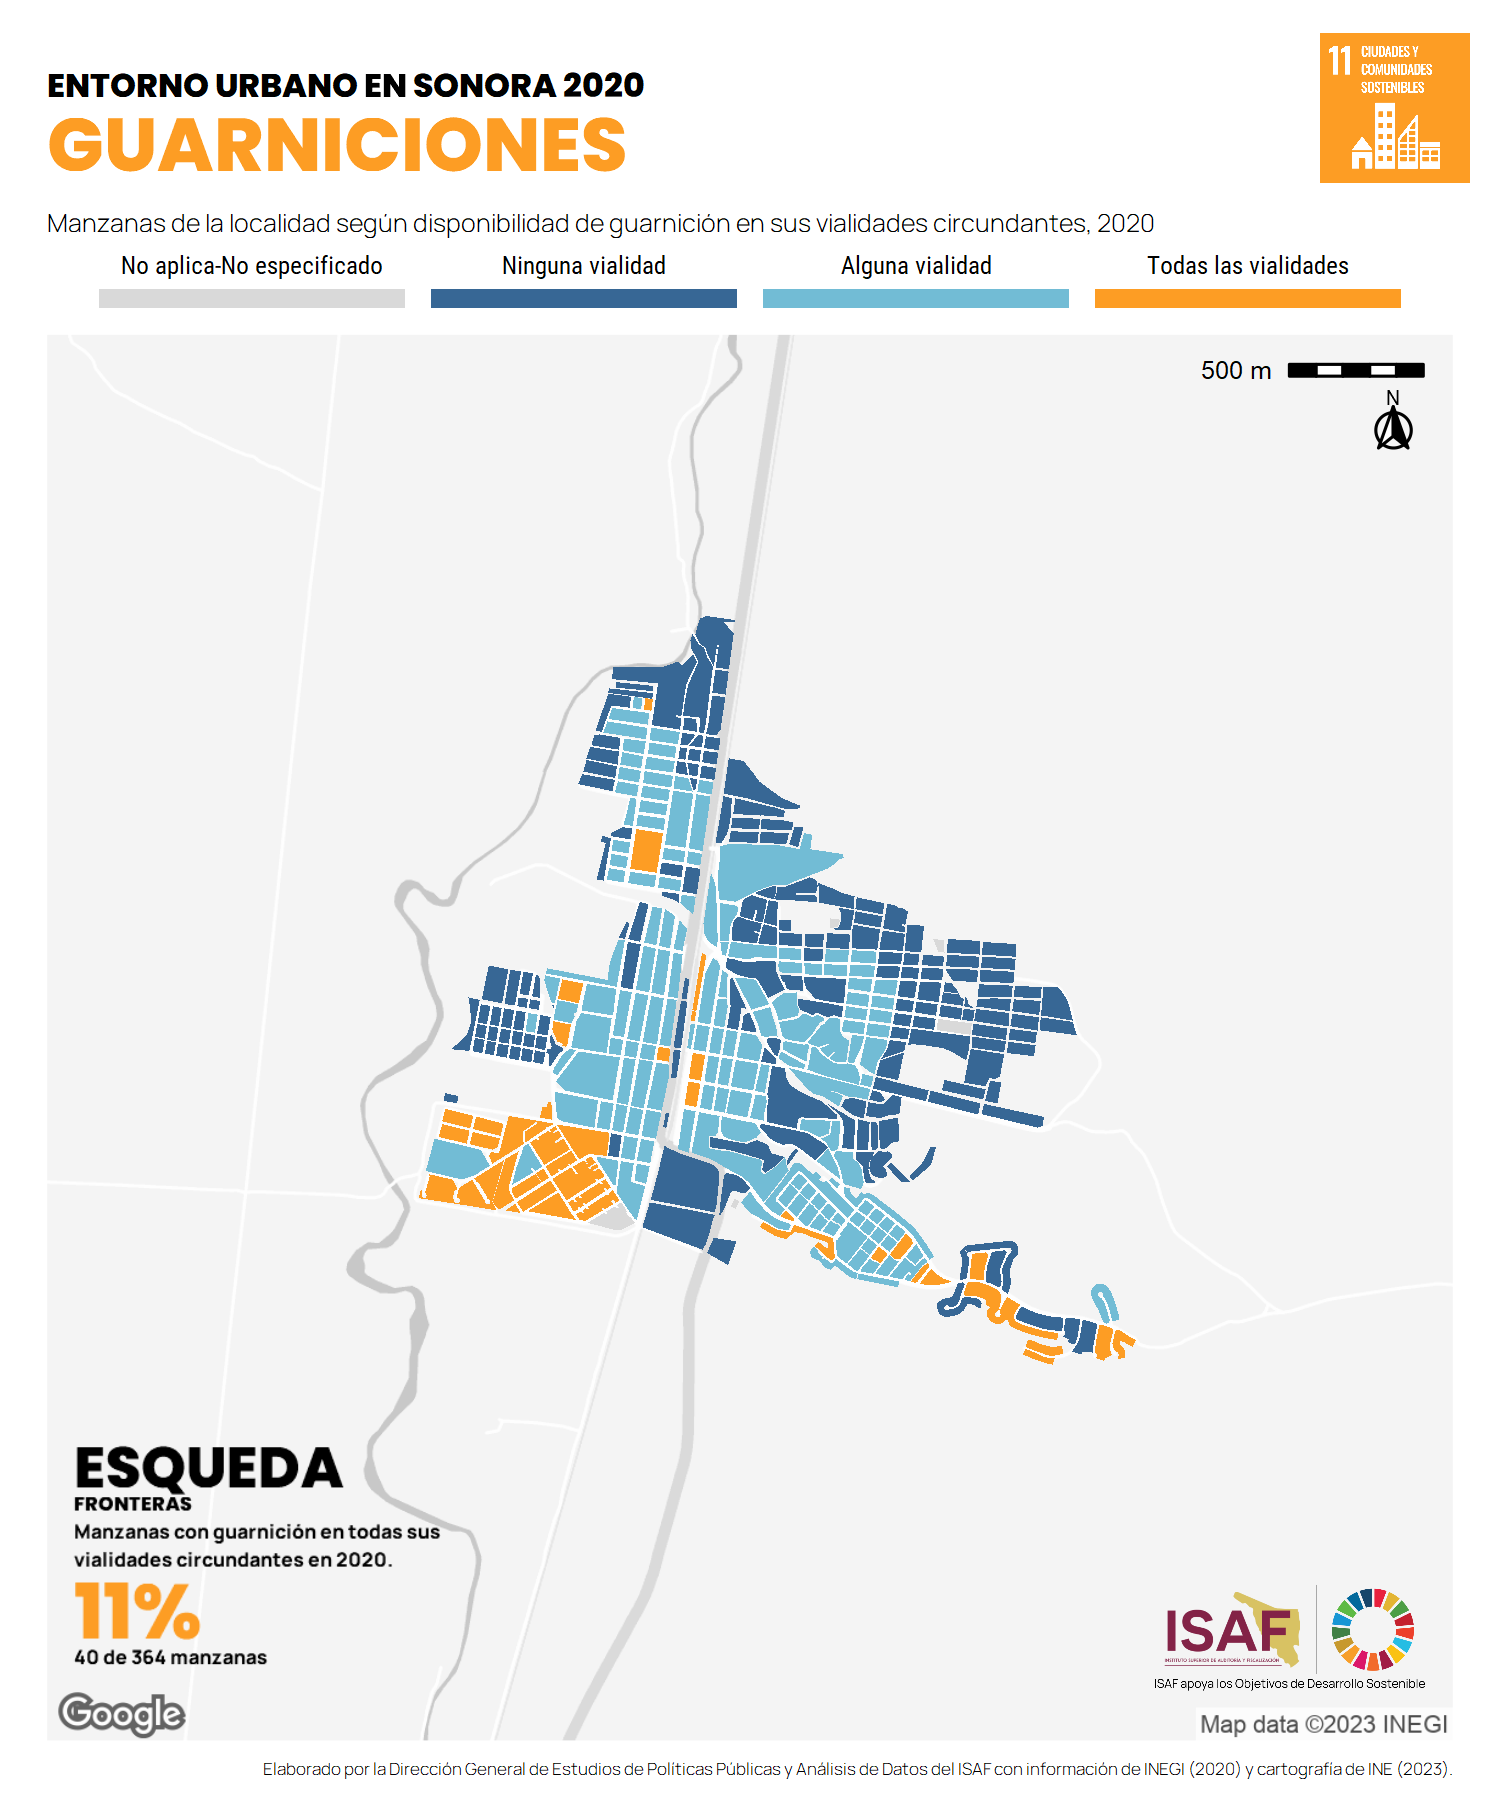 ENTORNO URBANO EN SONORA 2020
GUARNICIONES
11 CIUDADES Y
COMUNIDADES
SOSTENIBLES
Manzanas de la localidad según disponibilidad de guarnición en sus vialidades circundantes, 2020
No aplica-No especificado
Ninguna vialidad
Alguna vialidad
Todas las vialidades
500 m
N
ESQUEDA
FRONTERAS
Manzanas con guarnición en todas sus
vialidades circundantes en 2020.
11%
40 de 364 manzanas
Google
ISAF
INSTITUTO SUPERIOR DE AUDITORÍA Y FISCALIZACIÓN
ISAF apoya los Objetivos de Desarrollo Sostenible
Map data ©2023 INEGI
Elaborado por la Dirección General de Estudios de Políticas Públicas y Análisis de Datos del ISAF con información de INEGI (2020) y cartografía de INE (2023).